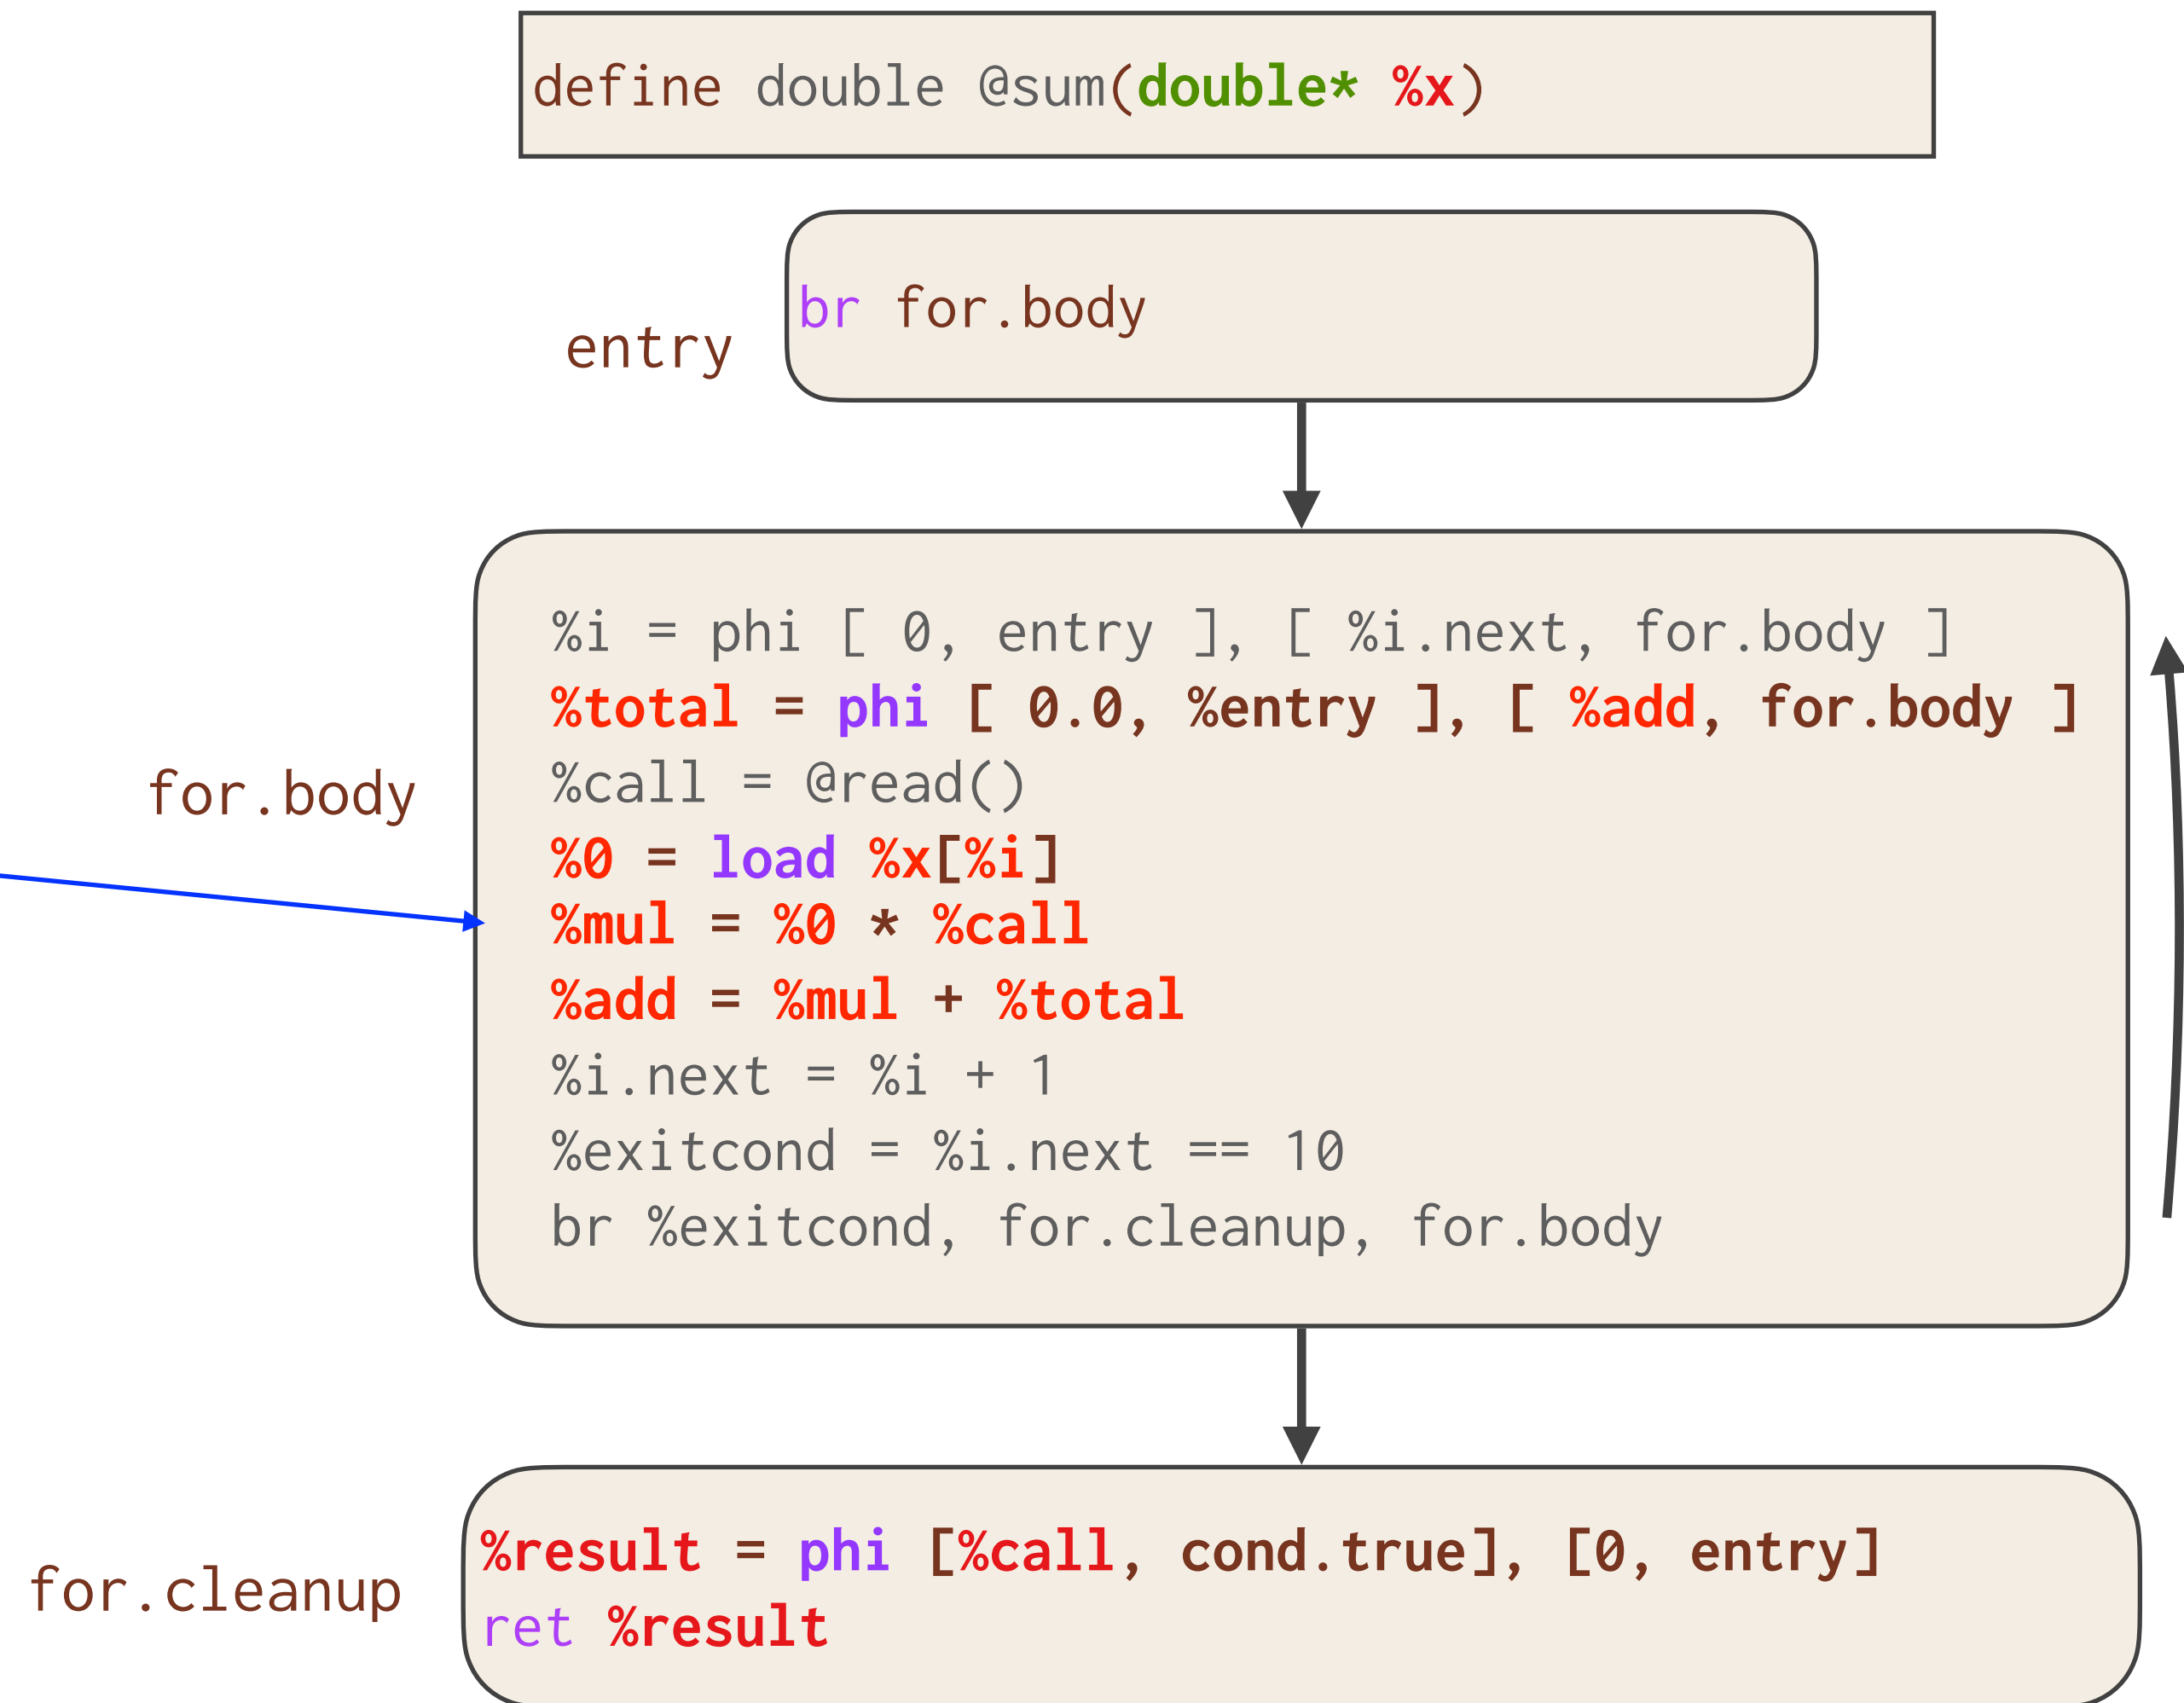 define double @sum(double* %x)
br for.body
entry
%i = phi [ 0, entry ], [ %i.next, for.body ]
%total = phi [ 0.0, %entry ], [ %add, for.body ]
for.body
%call = @read()
%0 = load %x[%i]
%mul = %0 * %call
%add = %mul + %total
%i.next = %i + 1
%exitcond = %i.next == 10
br %exitcond, for.cleanup, for.body
for.cleanup
%result = phi [%call, cond.true], [0, entry]
ret %result